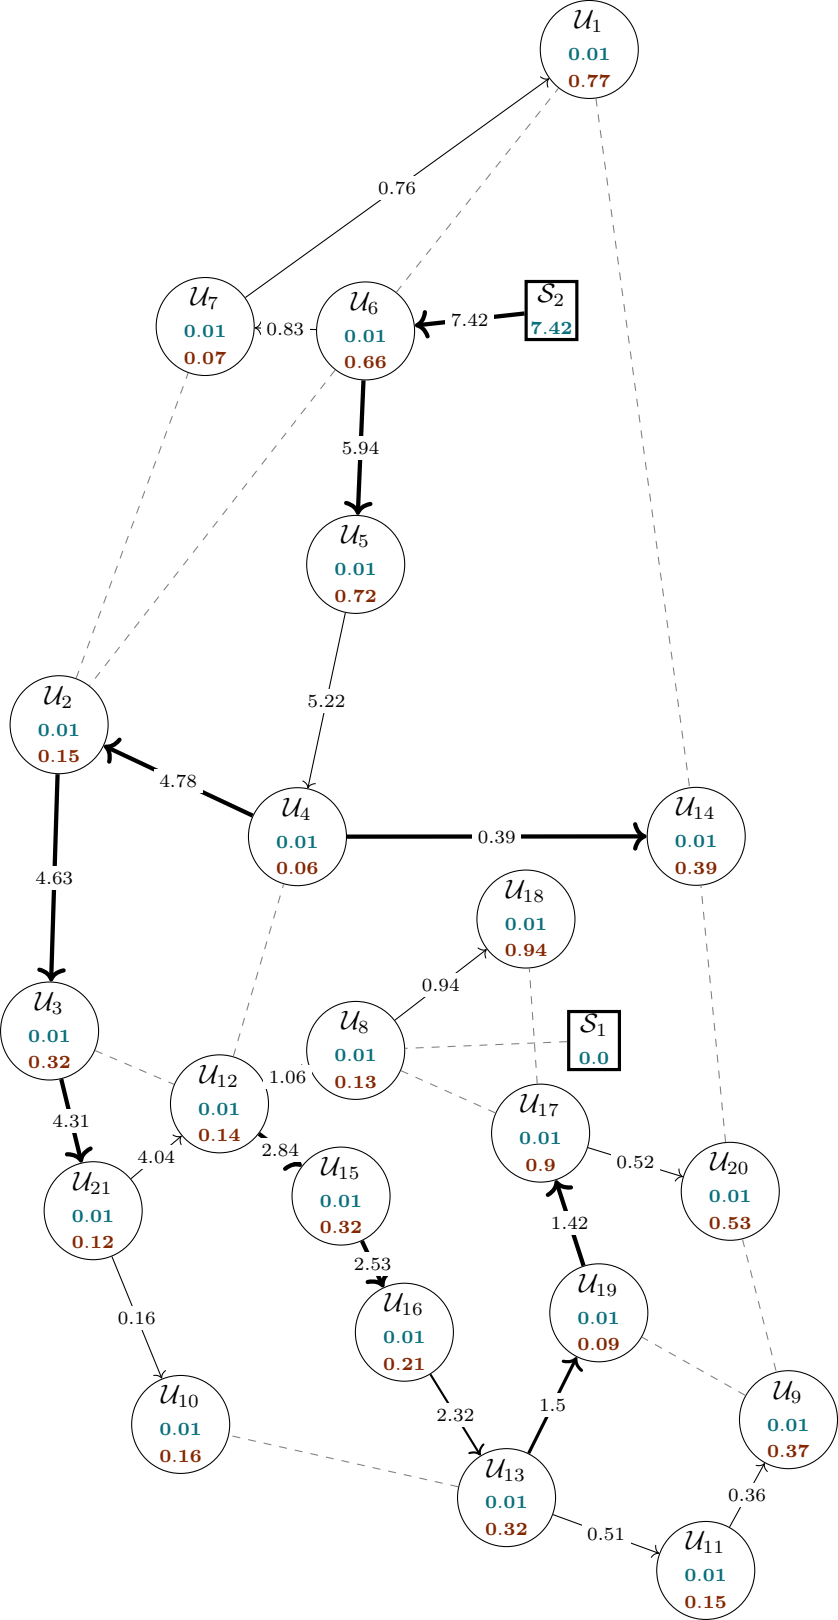 𝒰₁
0.01
0.77
0.76
𝒰₇
0.01
0.07
0.83
𝒰₆
0.01
0.66
7.42
𝒮₂
7.42
5.94
𝒰₅
0.01
0.72
5.22
𝒰₂
0.01
0.15
4.78
𝒰₄
0.01
0.06
0.39
𝒰₁₄
0.01
0.39
4.63
𝒰₁₈
0.01
0.94
0.94
𝒰₃
0.01
0.32
𝒰₈
0.01
0.13
𝒮₁
0.0
𝒰₁₂
0.01
0.14
1.06
𝒰₁₇
0.01
0.9
4.31
4.04
2.84
0.52
𝒰₂₁
0.01
0.12
𝒰₁₅
0.01
0.32
𝒰₂₀
0.01
0.53
1.42
2.53
0.16
𝒰₁₆
0.01
0.21
𝒰₁₉
0.01
0.09
𝒰₁₀
0.01
0.16
2.32
1.5
𝒰₉
0.01
0.37
𝒰₁₃
0.01
0.32
0.36
0.51
𝒰₁₁
0.01
0.15